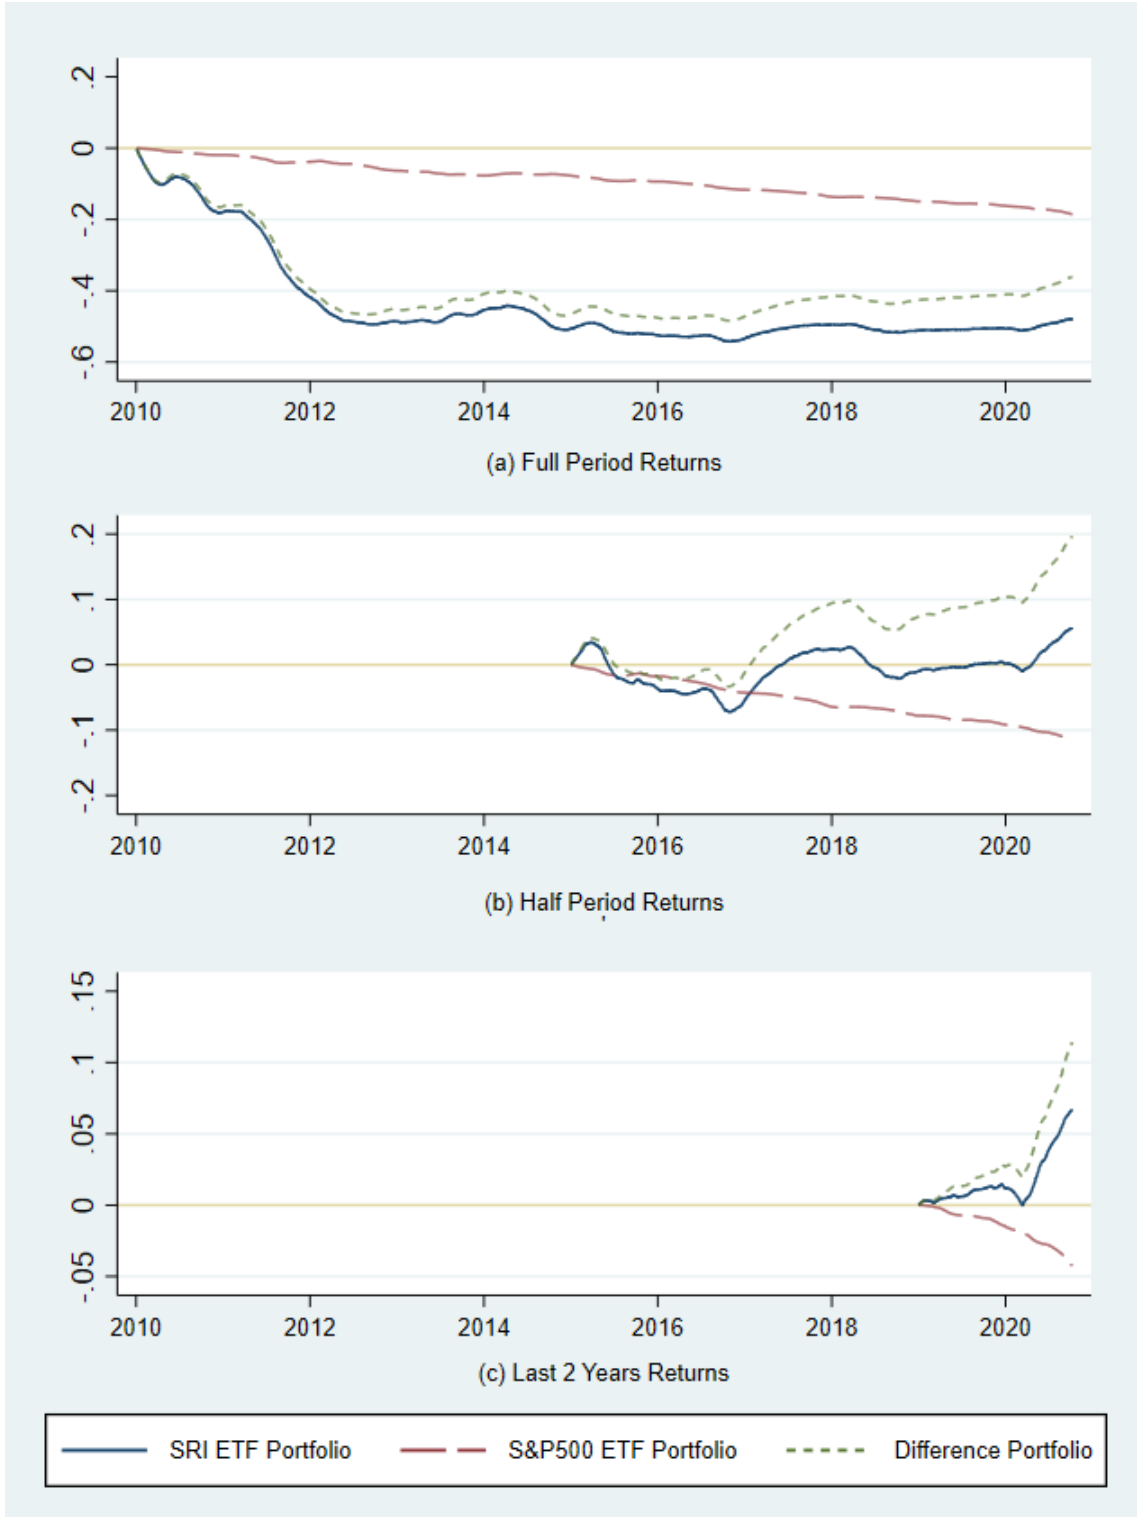 .2
0
-.2
-.4
-.6
2010 2012 2014 2016 2018 2020
(a) Full Period Returns
.2
.1
0
-.1
-.2
2010 2012 2014 2016 2018 2020
(b) Half Period Returns
.15
.1
.05
0
-.05
2010 2012 2014 2016 2018 2020
(c) Last 2 Years Returns
SRI ETF Portfolio S&P500 ETF Portfolio Difference Portfolio